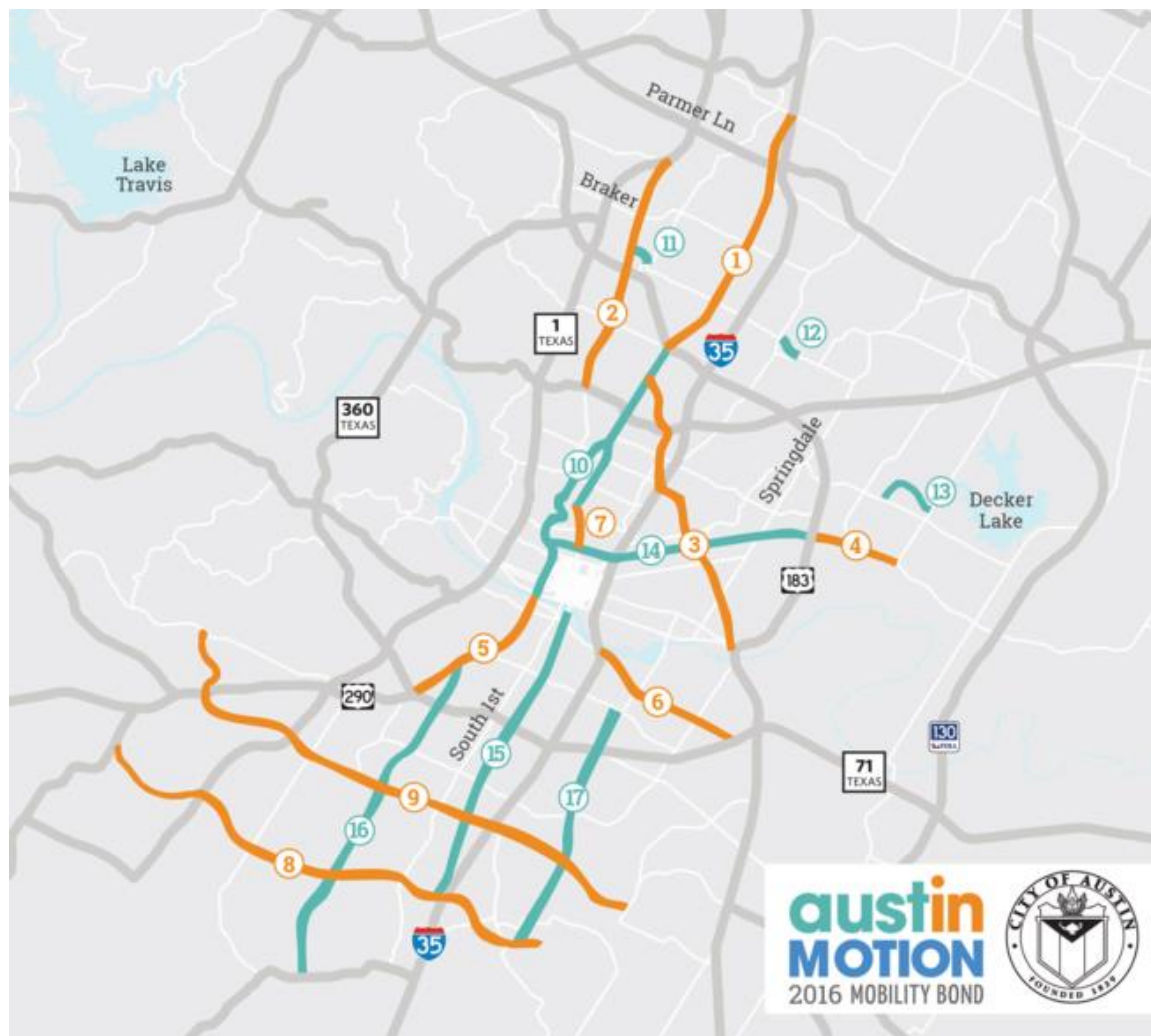 Parmer Ln
Lake
Travis
Braker
11
1
2
1
TEXAS
35
12
360
TEXAS
Springdale
10
13
Decker
Lake
7
3
14
4
183
5
290
6
South 1st
15
130
71
TEXAS
9
17
16
8
35
austin
MOTION
2016 MOBILITY BOND
CITY OF AUSTIN
FOUNDED 1839